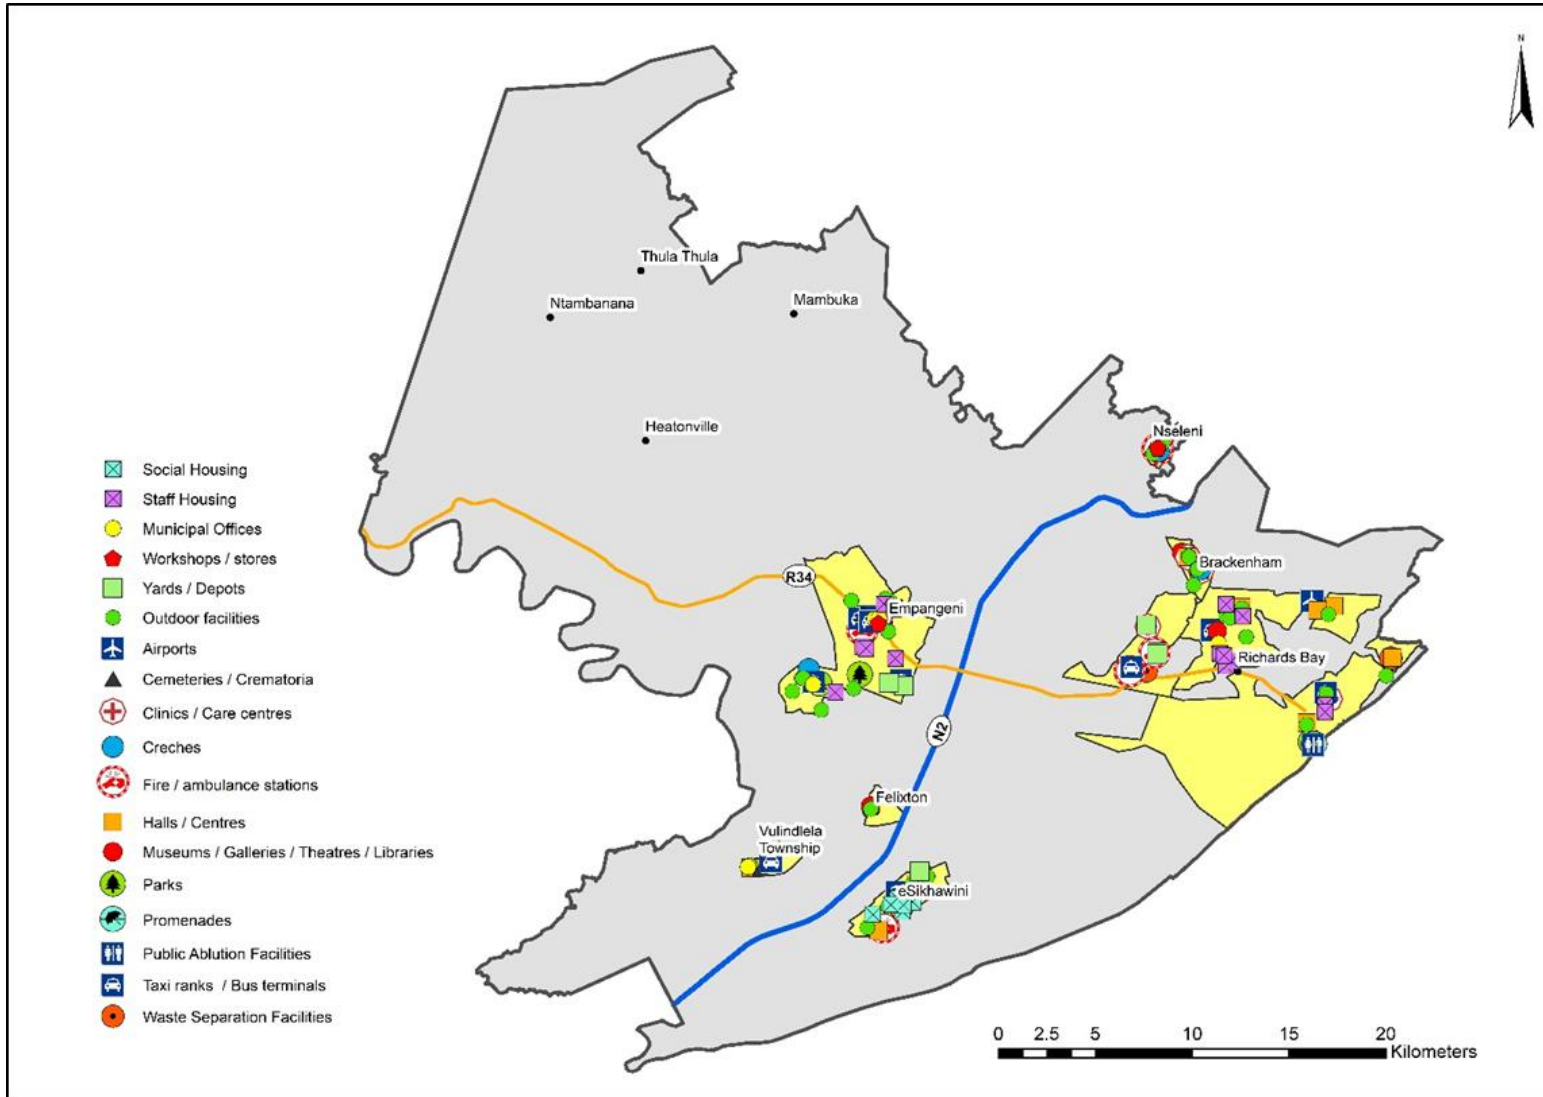 N
Thula Thula
Ntambanana
Mambuka
Heatonville
Nseleni
R34
Brackenham
Empangeni
Richards Bay
N2
Felixton
Vulindlela
Township
eSikhawini
Social Housing
Staff Housing
Municipal Offices
Workshops / stores
Yards / Depots
Outdoor facilities
Airports
Cemeteries / Crematoria
Clinics / Care centres
Creches
Fire / ambulance stations
Halls / Centres
Museums / Galleries / Theatres / Libraries
Parks
Promenades
Public Ablution Facilities
Taxi ranks / Bus terminals
Waste Separation Facilities
0 2.5 5 10 15 20
Kilometers